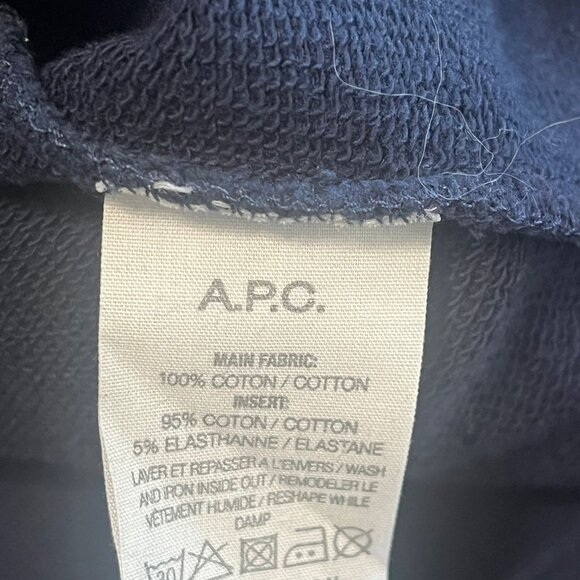 A.P.C.
MAIN FABRIC:
100% COTON / COTTON
INSERT:
95% COTON / COTTON
5% ELASTHANNE / ELASTANE
LAVER ET REPASSER A L'ENVERS / WASH
AND IRON INSIDE OUT / REMODELER LE
VÊTEMENT HUMIDE / RESHAPE WHILE
DAMP
30